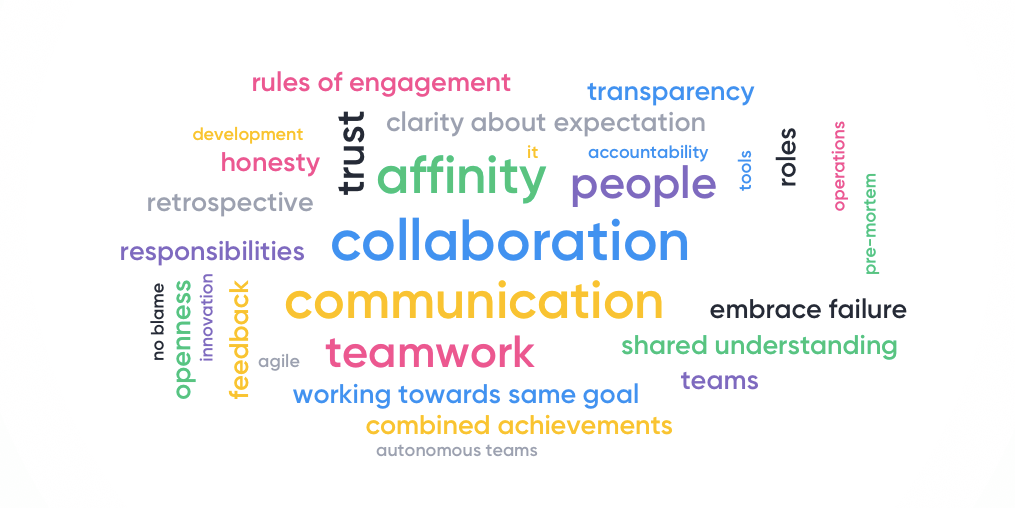 rules of engagement
transparency
trust
clarity about expectation
development
it
accountability
tools
roles
operations
honesty
affinity
people
pre-mortem
retrospective
collaboration
responsibilities
no blame
openness
innovation
feedback
communication
embrace failure
agile
teamwork
shared understanding
teams
working towards same goal
combined achievements
autonomous teams